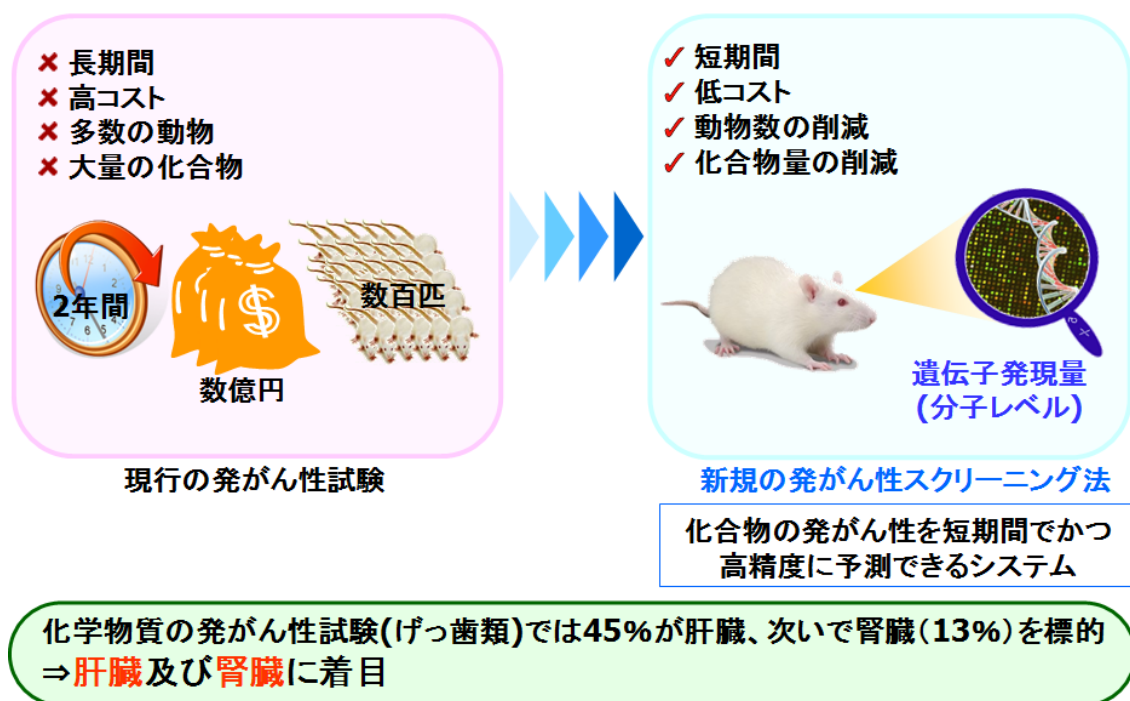 長期間
高コスト
多数の動物
大量の化合物
2年間
数億円
数百匹
現行の発がん性試験
短期間
低コスト
動物数の削減
化合物量の削減
遺伝子発現量
(分子レベル)
新規の発がん性スクリーニング法
化合物の発がん性を短期間でかつ
高精度に予測できるシステム
化学物質の発がん性試験(げっ歯類)では45%が肝臓、次いで腎臓(13%)を標的
⇒肝臓及び腎臓に着目